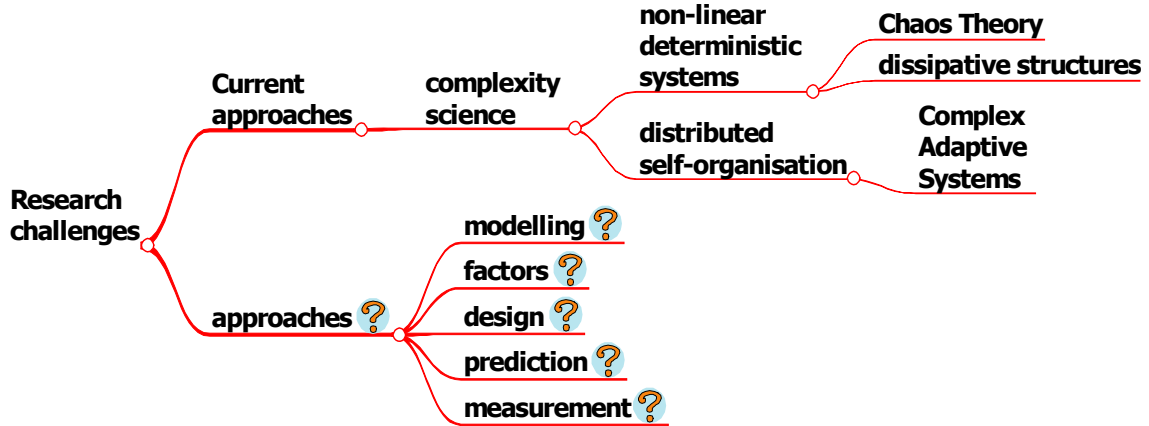 Research
challenges
Current
approaches
complexity
science
non-linear
deterministic
systems
Chaos Theory
dissipative structures
distributed
self-organisation
Complex
Adaptive
Systems
approaches ?
modelling ?
factors ?
design ?
prediction ?
measurement ?